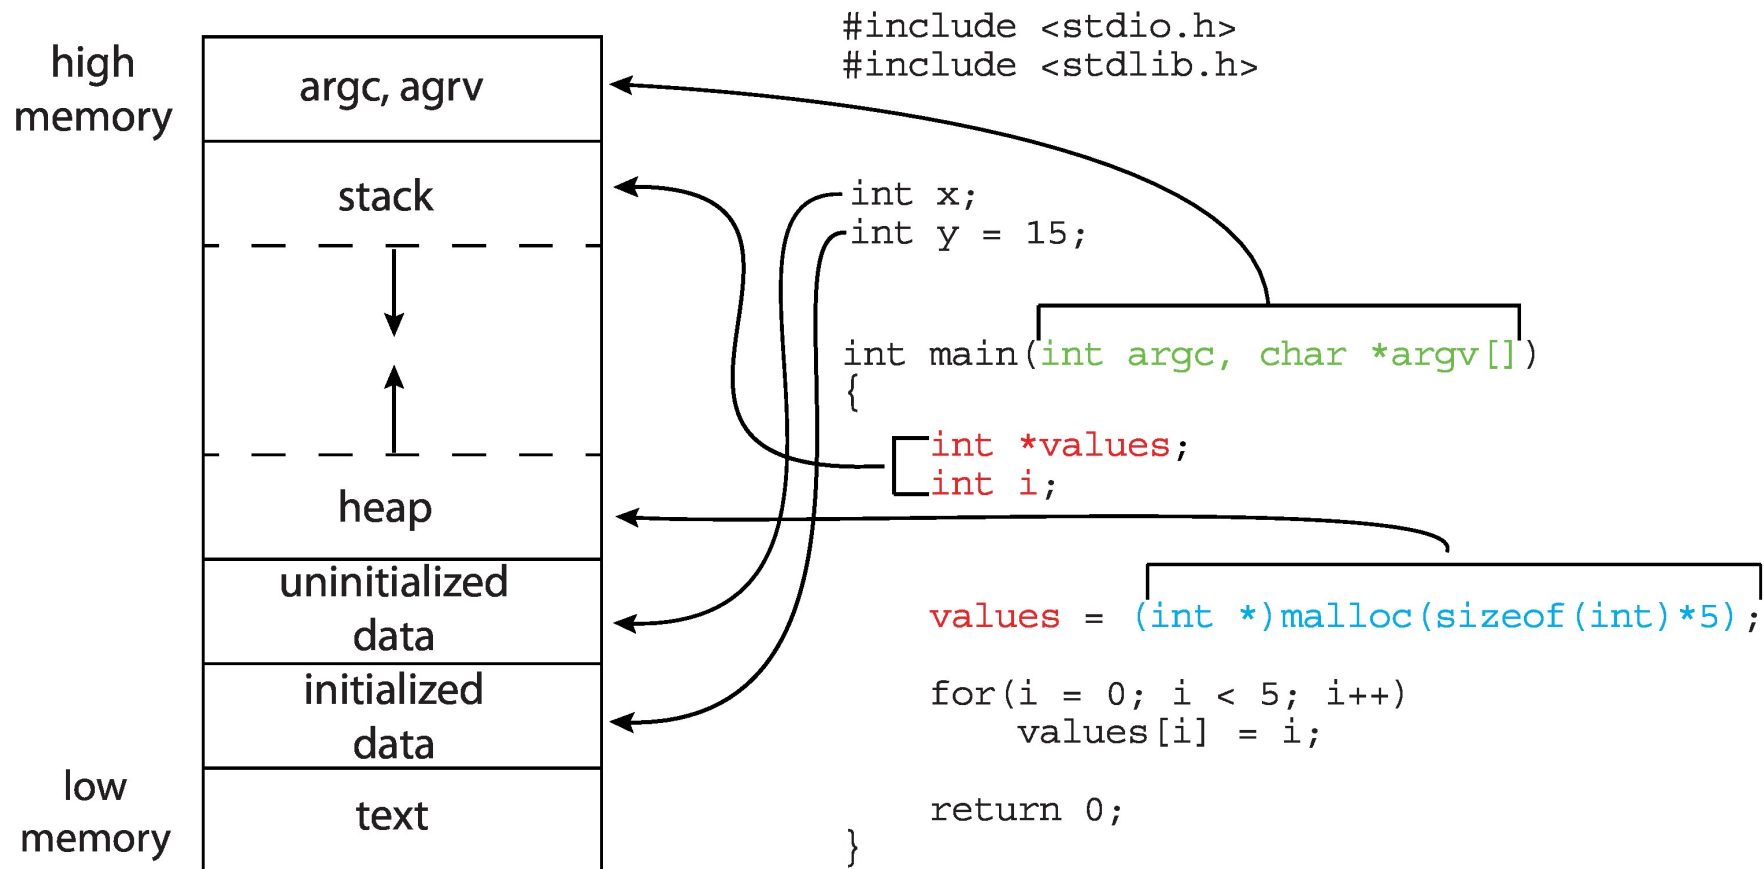 high
memory
argc, agrv
stack
heap
uninitialized
data
initialized
data
low
memory
text
#include <stdio.h>
#include <stdlib.h>
int x;
int y = 15;
int main(int argc, char *argv[])
{
int *values;
int i;
values = (int *)malloc(sizeof(int)*5);
for(i = 0; i < 5; i++)
values[i] = i;
return 0;
}